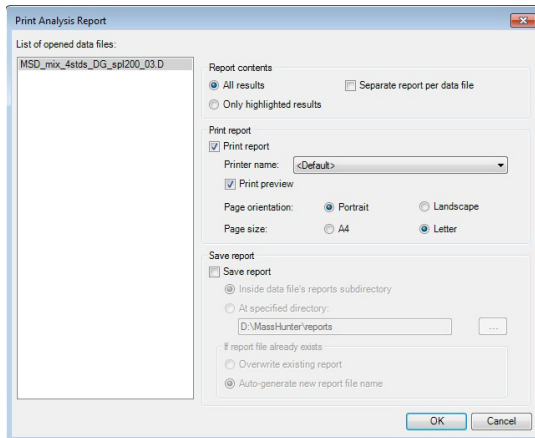 Print Analysis Report
List of opened data files:
MSD_mix_4stds_DG_spl200_03.D
Report contents
All results
Separate report per data file
Only highlighted results
Print report
Print report
Printer name:
<Default>
Print preview
Page orientation:
Portrait
Landscape
Page size:
A4
Letter
Save report
Save report
Inside data file's reports subdirectory
At specified directory:
D:\MassHunter\reports
...
If report file already exists
Overwrite existing report
Auto-generate new report file name
OK
Cancel